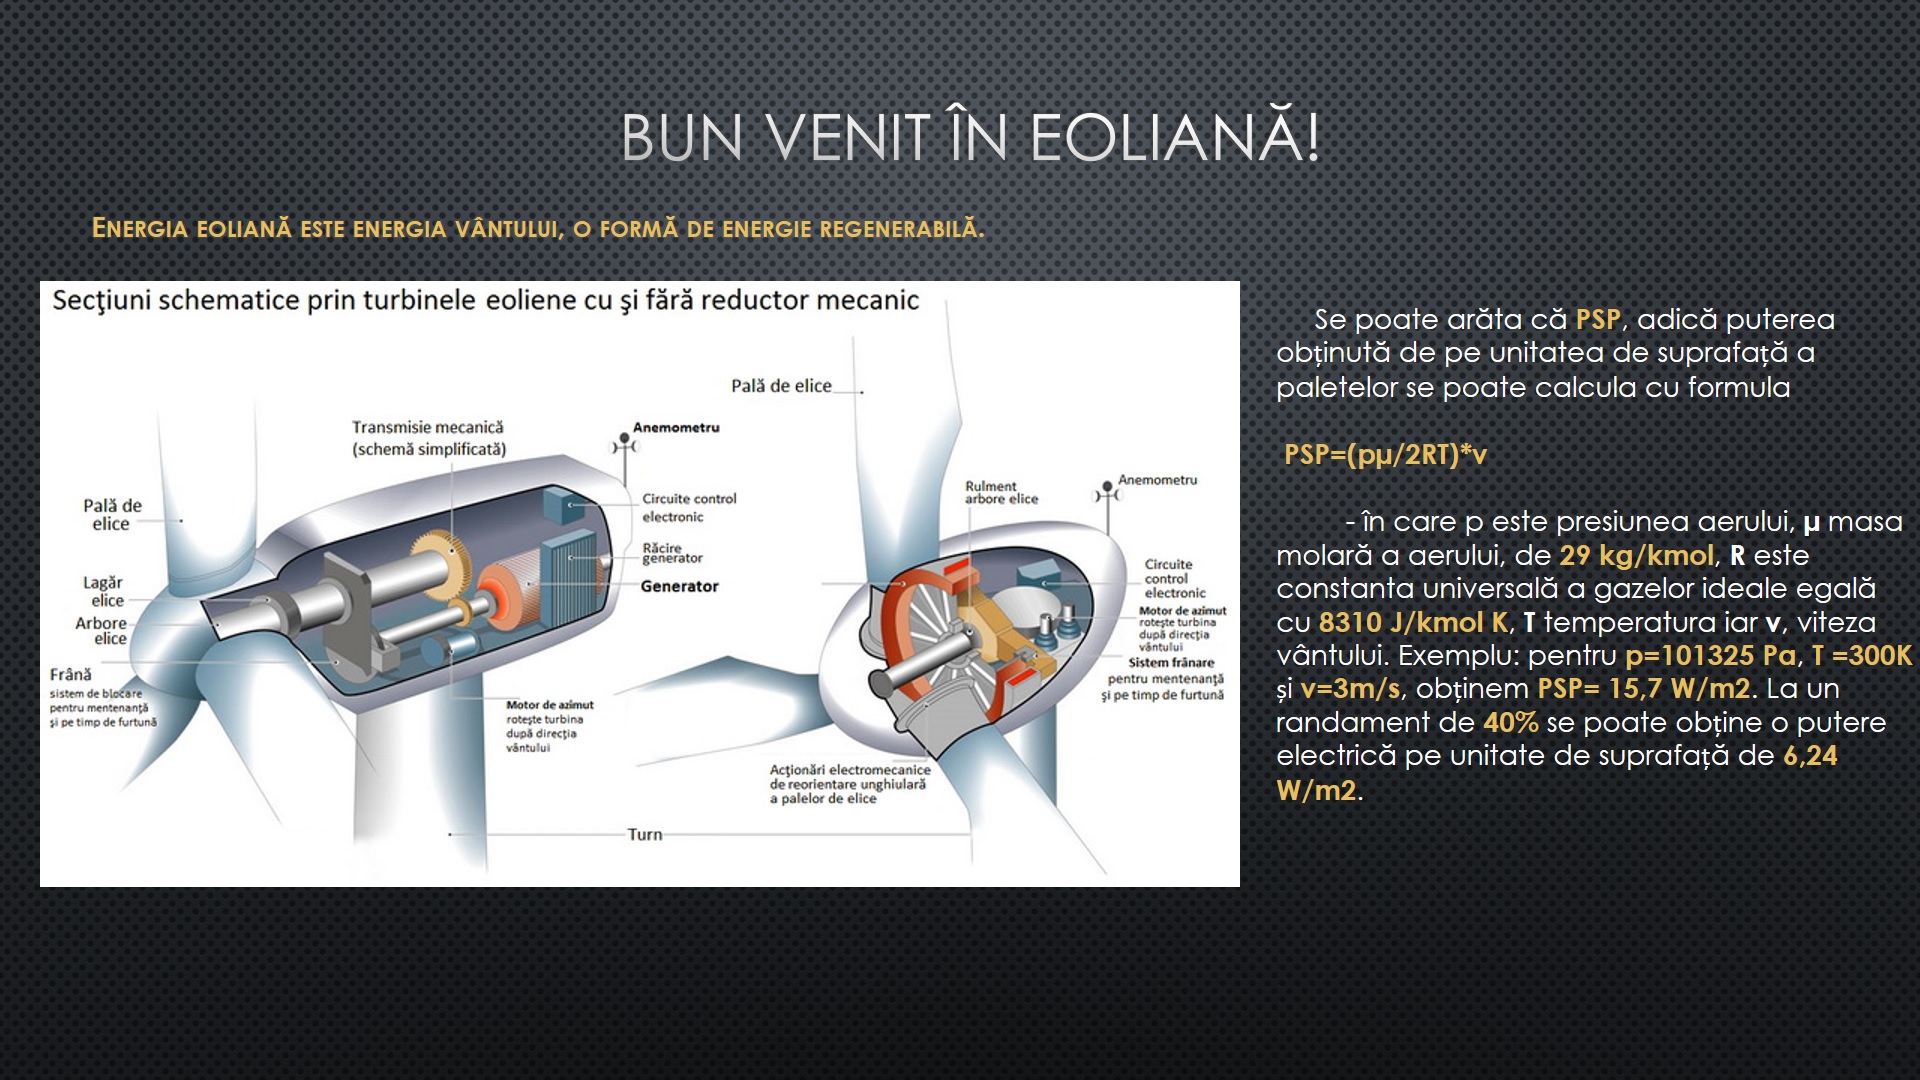 BUN VENIT ÎN EOLIANĂ!
ENERGIA EOLIANĂ ESTE ENERGIA VÂNTULUI, O FORMĂ DE ENERGIE REGENERABILĂ.
Secţiuni schematice prin turbinele eoliene cu şi fără reductor mecanic
Pală de elice
Transmisie mecanică
(schemă simplificată)
Anemometru
Pală de
elice
Circuite control
electronic
Răcire
generator
Generator
Lagăr
elice
Arbore
elice
Frână
sistem de blocare
pentru mentenanţă
şi pe timp de furtună
Motor de azimut
roteşte turbina
după direcţia
vântului
Rulment
arbore elice
Anemometru
Circuite
control
electronic
Motor de azimut
roteşte turbina
după direcţia
vântului
Sistem frânare
pentru mentenanţă
şi pe timp de furtună
Acţionări electromecanice
de reorientare unghiulară
a palelor de elice
Turn
Se poate arăta că PSP, adică puterea
obținută de pe unitatea de suprafață a
paletelor se poate calcula cu formula
PSP=(pμ/2RT)*v
- în care p este presiunea aerului, μ masa
molară a aerului, de 29 kg/kmol, R este
constanta universală a gazelor ideale egală
cu 8310 J/kmol K, T temperatura iar v, viteza
vântului. Exemplu: pentru p=101325 Pa, T =300K
și v=3m/s, obținem PSP= 15,7 W/m2. La un
randament de 40% se poate obține o putere
electrică pe unitate de suprafață de 6,24
W/m2.